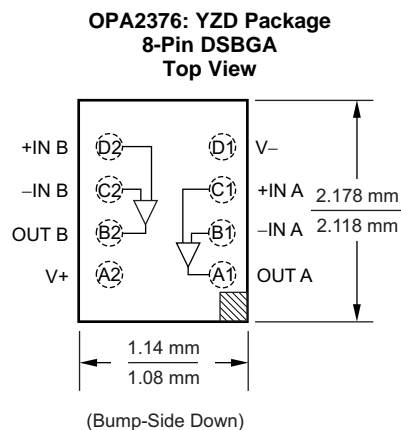 OPA2376: YZD Package
8-Pin DSBGA
Top View
+IN B D2 D1 V–
–IN B C2 C1 +IN A
2.178 mm
2.118 mm
OUT B B2 B1 –IN A
V+ A2 A1 OUT A
1.14 mm
1.08 mm
(Bump-Side Down)